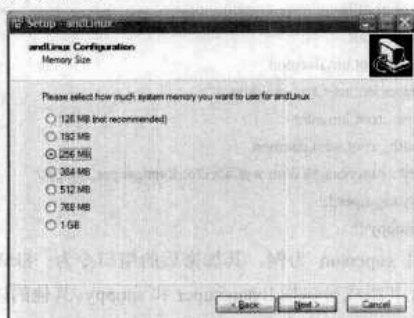 Setup - andLinux
andLinux Configuration
Memory Size
Please select how much system memory you want to use for andLinux.
128 MB (not recommended)
192 MB
256 MB
384 MB
512 MB
768 MB
1 GB
< Back
Next >
Cancel